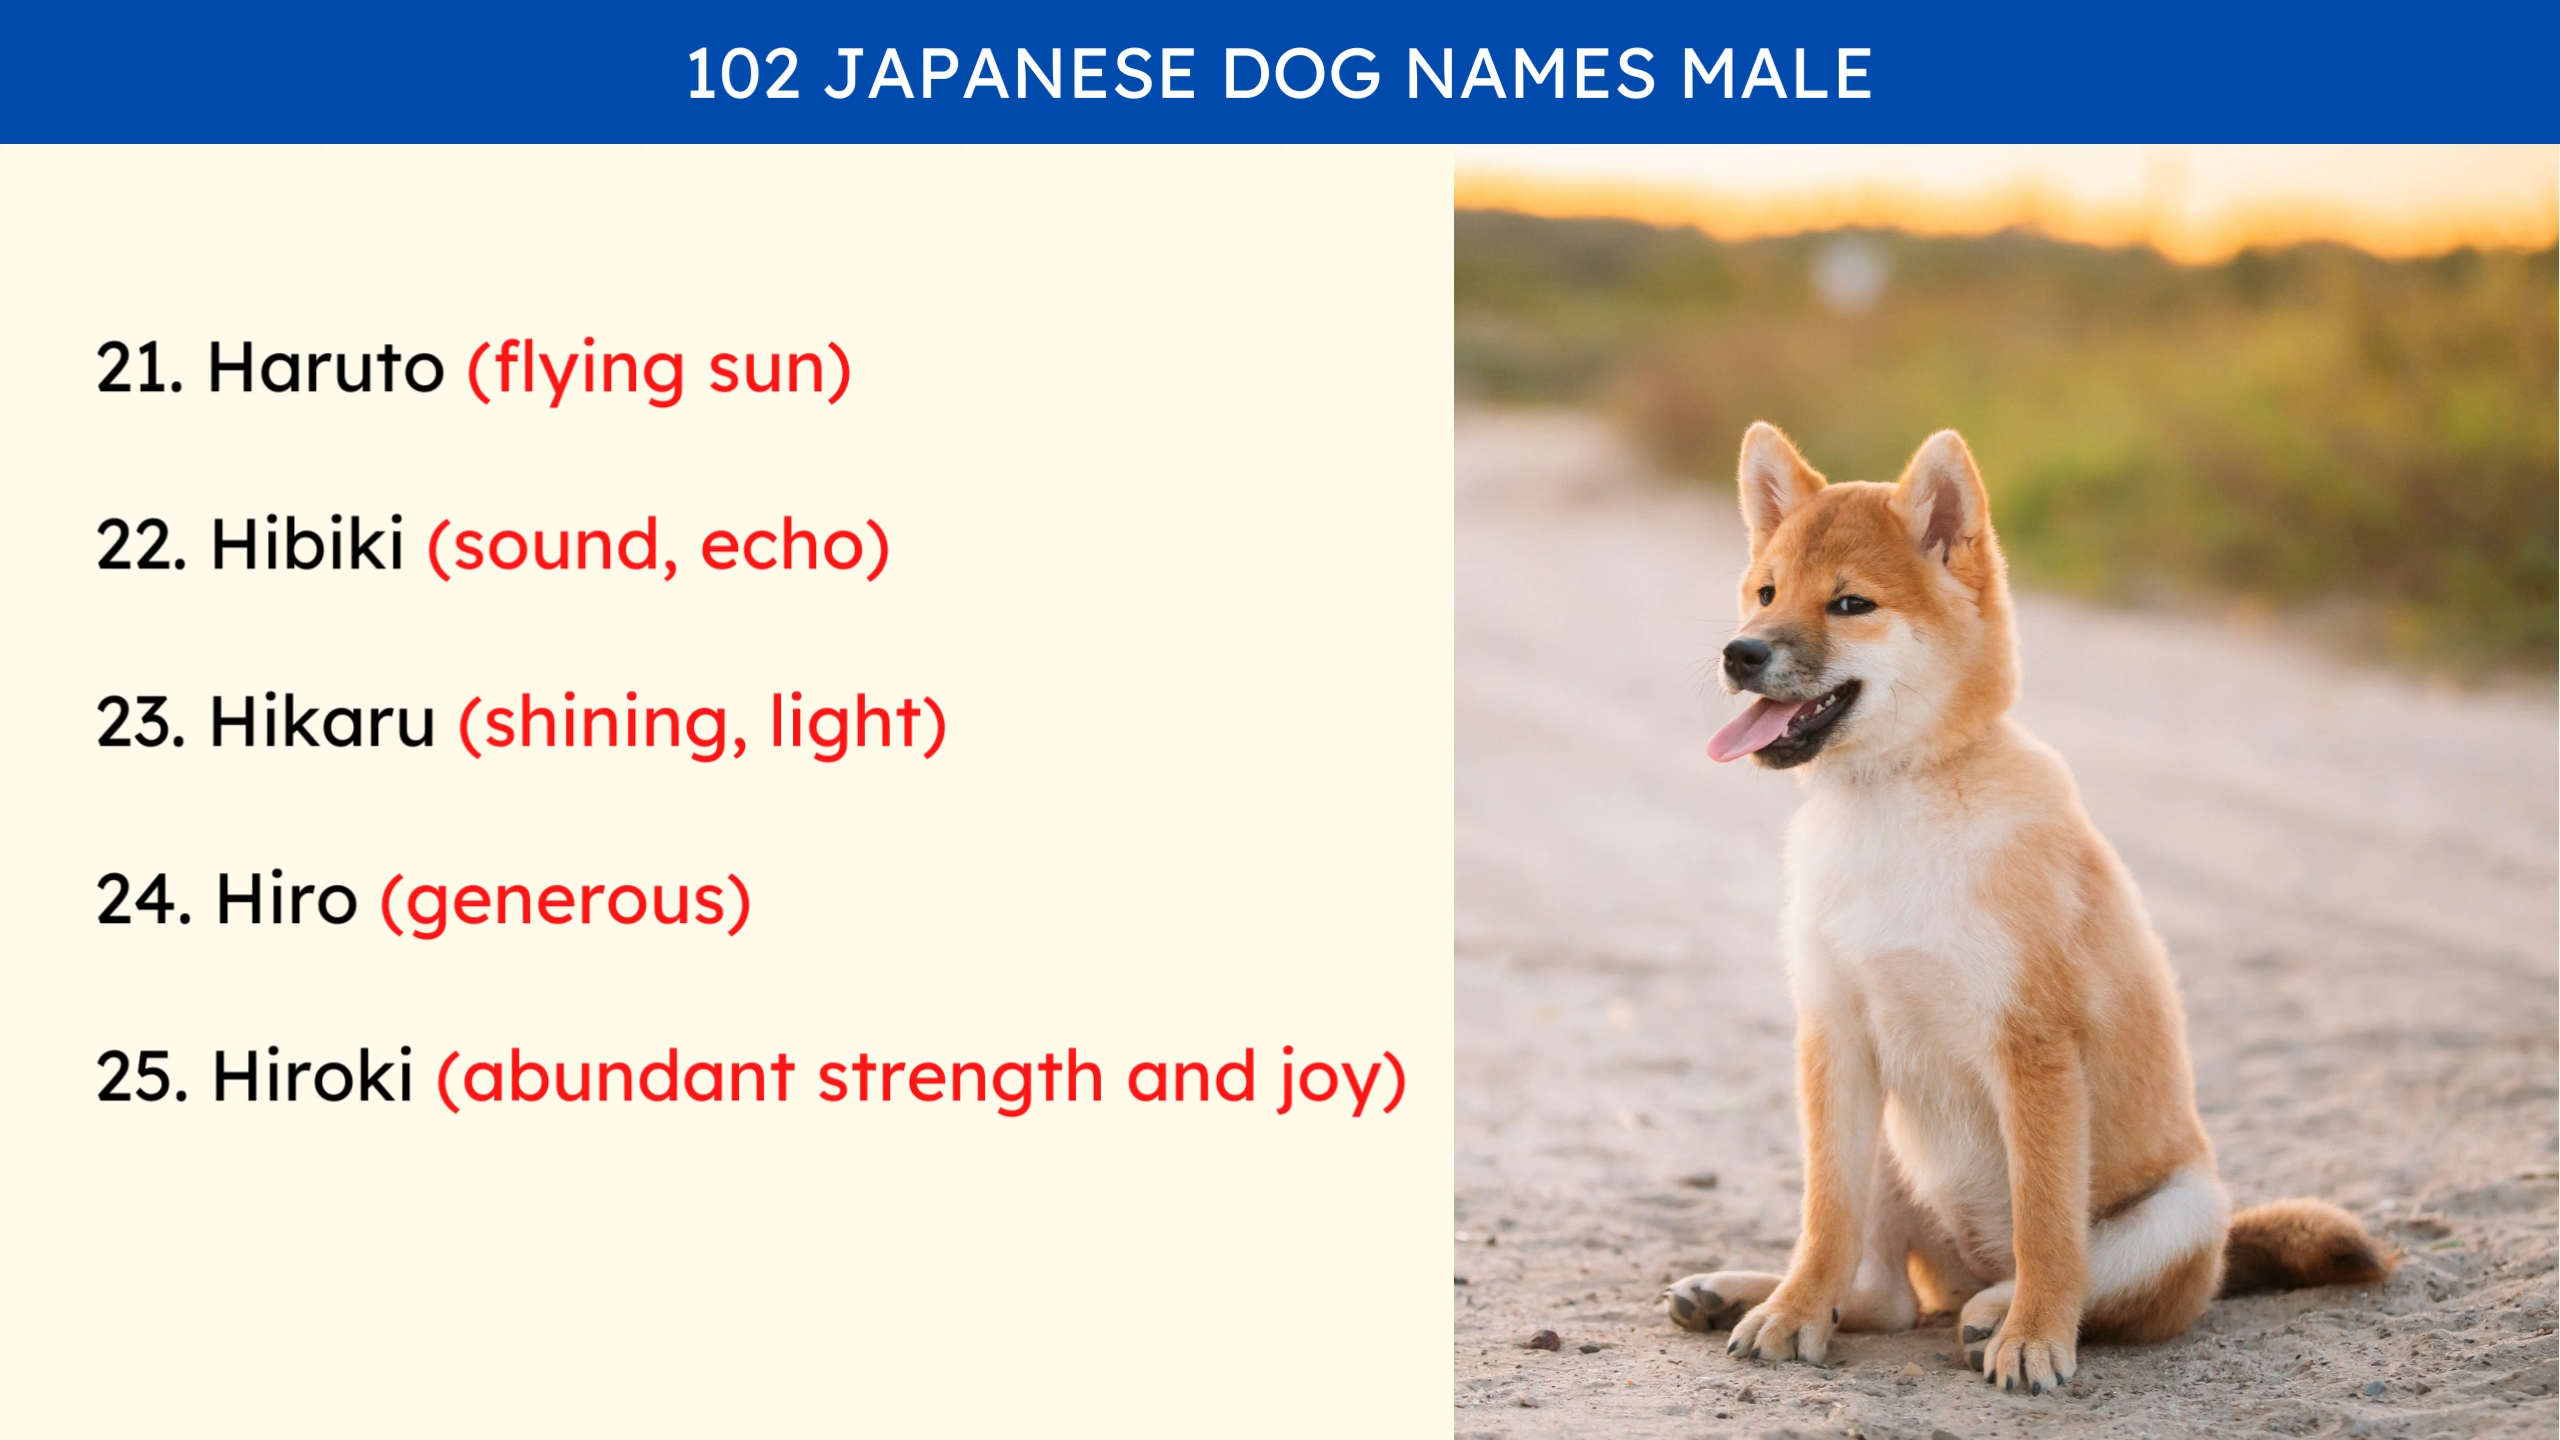 102 JAPANESE DOG NAMES MALE
21. Haruto (flying sun)
22. Hibiki (sound, echo)
23. Hikaru (shining, light)
24. Hiro (generous)
25. Hiroki (abundant strength and joy)